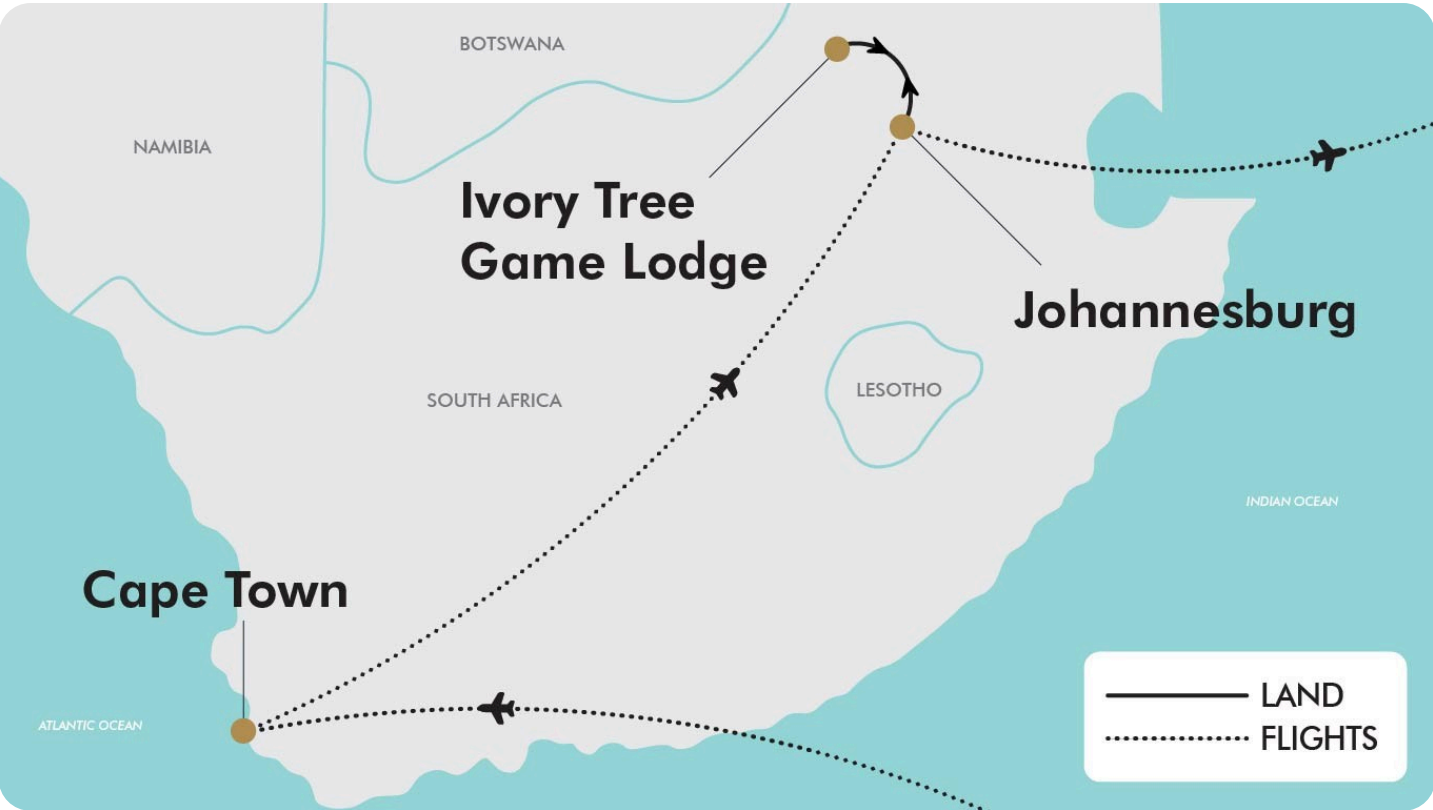 BOTSWANA
NAMIBIA
Ivory Tree
Game Lodge
Johannesburg
SOUTH AFRICA
LESOTHO
INDIAN OCEAN
Cape Town
ATLANTIC OCEAN
LAND
FLIGHTS